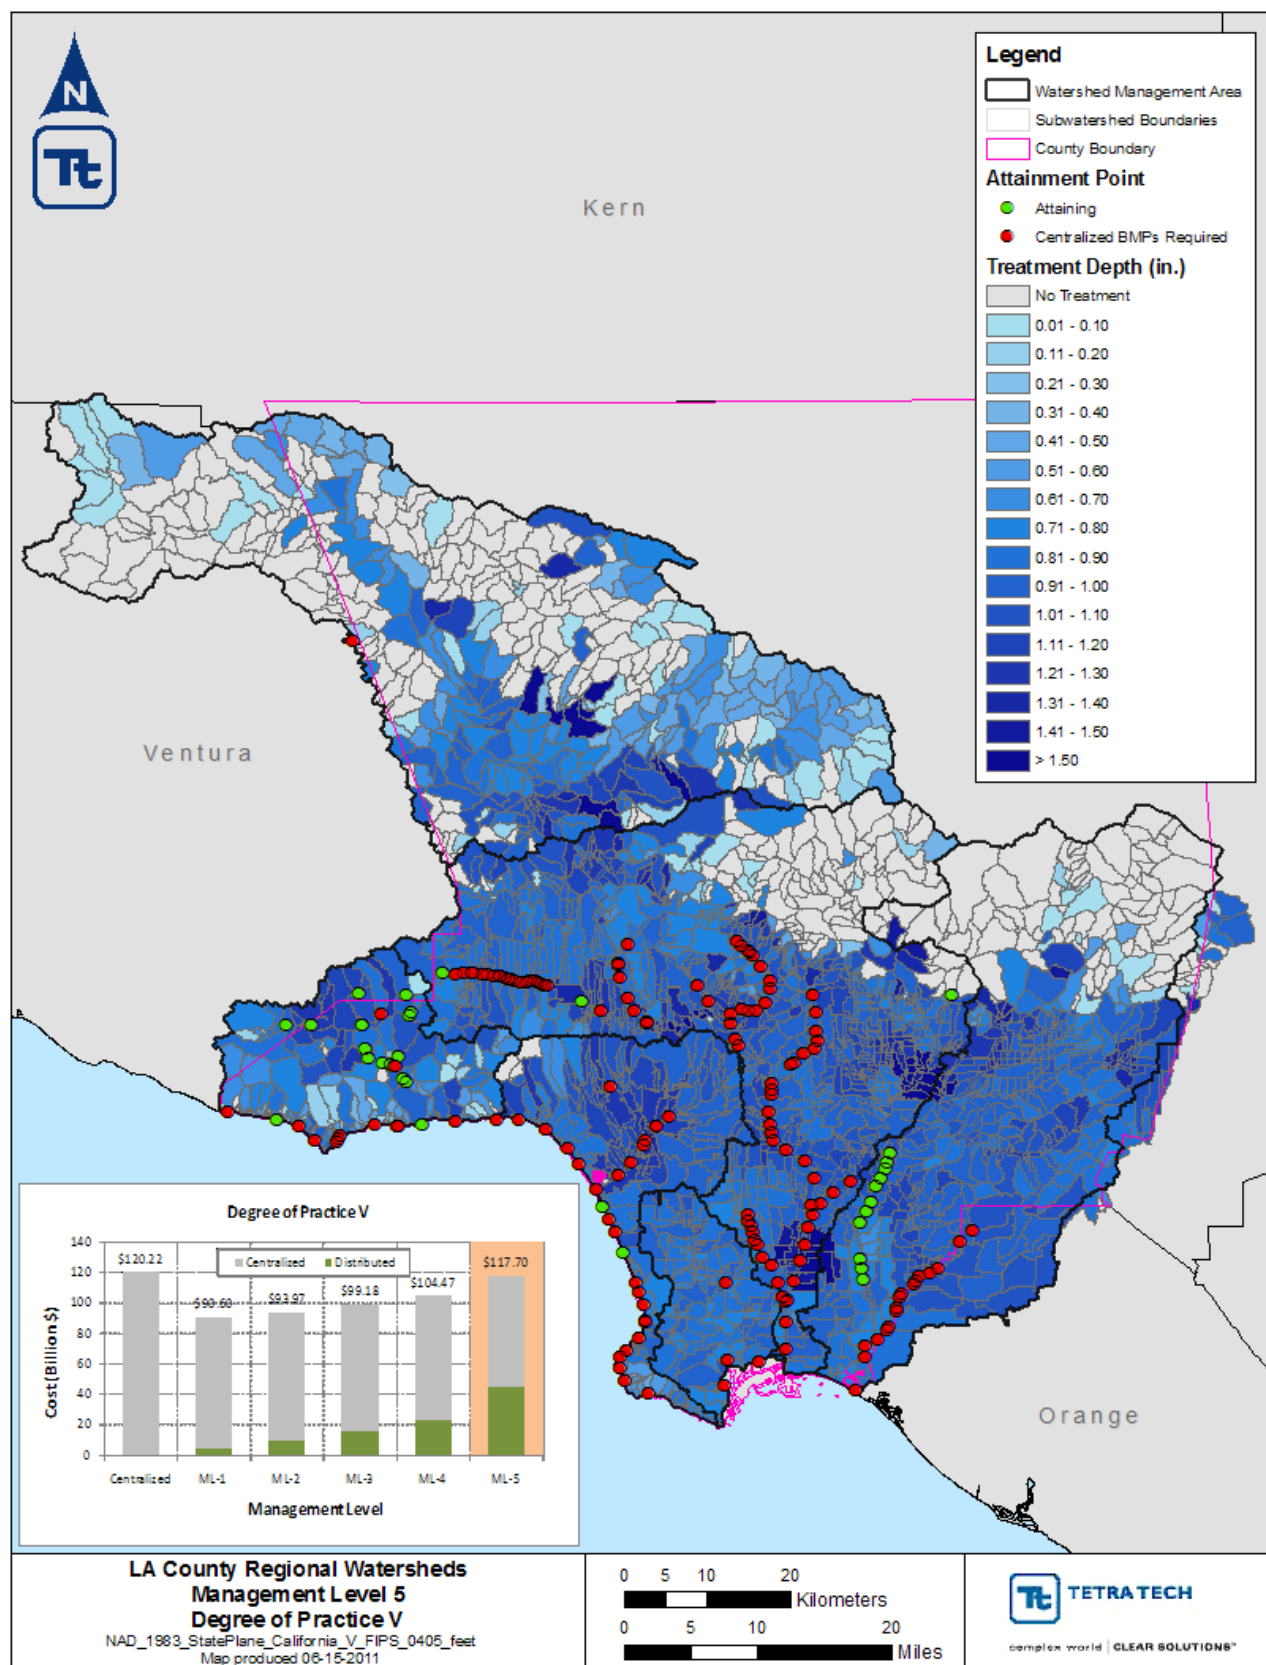 N
Tt
Legend
Watershed Management Area
Subwatershed Boundaries
County Boundary
Attainment Point
Attaining
Centralized BMPs Required
Treatment Depth (in.)
No Treatment
0.01 - 0.10
0.11 - 0.20
0.21 - 0.30
0.31 - 0.40
0.41 - 0.50
0.51 - 0.60
0.61 - 0.70
0.71 - 0.80
0.81 - 0.90
0.91 - 1.00
1.01 - 1.10
1.11 - 1.20
1.21 - 1.30
1.31 - 1.40
1.41 - 1.50
> 1.50
Kern
Ventura
Orange
Degree of Practice V
Centralized
Distributed
$120.22
$93.97
$99.18
$104.47
$117.70
140
120
100
80
60
40
20
0
Cost (Billion $)
Centralized ML-1 ML-2 ML-3 ML-4 ML-5
Management Level
LA County Regional Watersheds
Management Level 5
Degree of Practice V
NAD_1983_StatePlane_California_V_FIPS_0405_feet
Map produced 06-15-2011
0 5 10 20
Kilometers
0 5 10 20
Miles
Tt TETRA TECH
complex world | CLEAR SOLUTIONS™